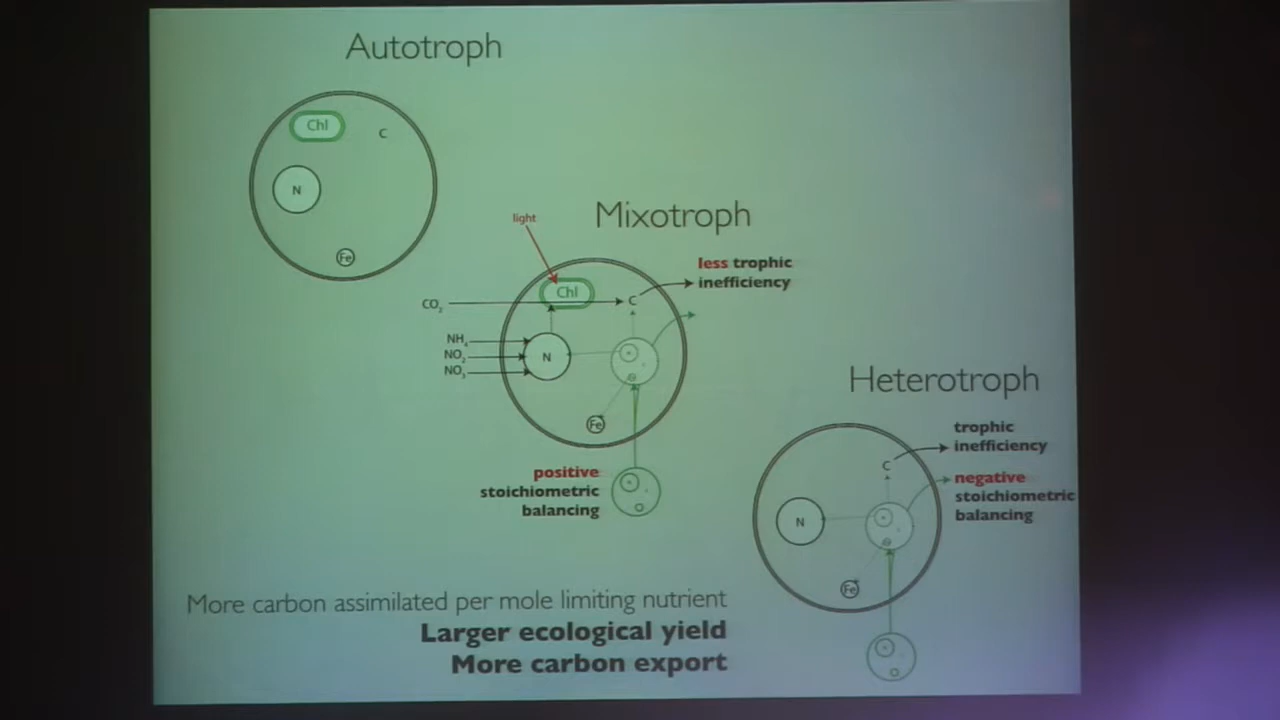 Autotroph
Chl
C
N
Fe
Mixotroph
light
less trophic
inefficiency
Chl
CO2
C
NH4
NO2
NO3
N
Fe
positive
stoichiometric
balancing
Heterotroph
trophic
inefficiency
C
negative
stoichiometric
balancing
N
Fe
More carbon assimilated per mole limiting nutrient
Larger ecological yield
More carbon export